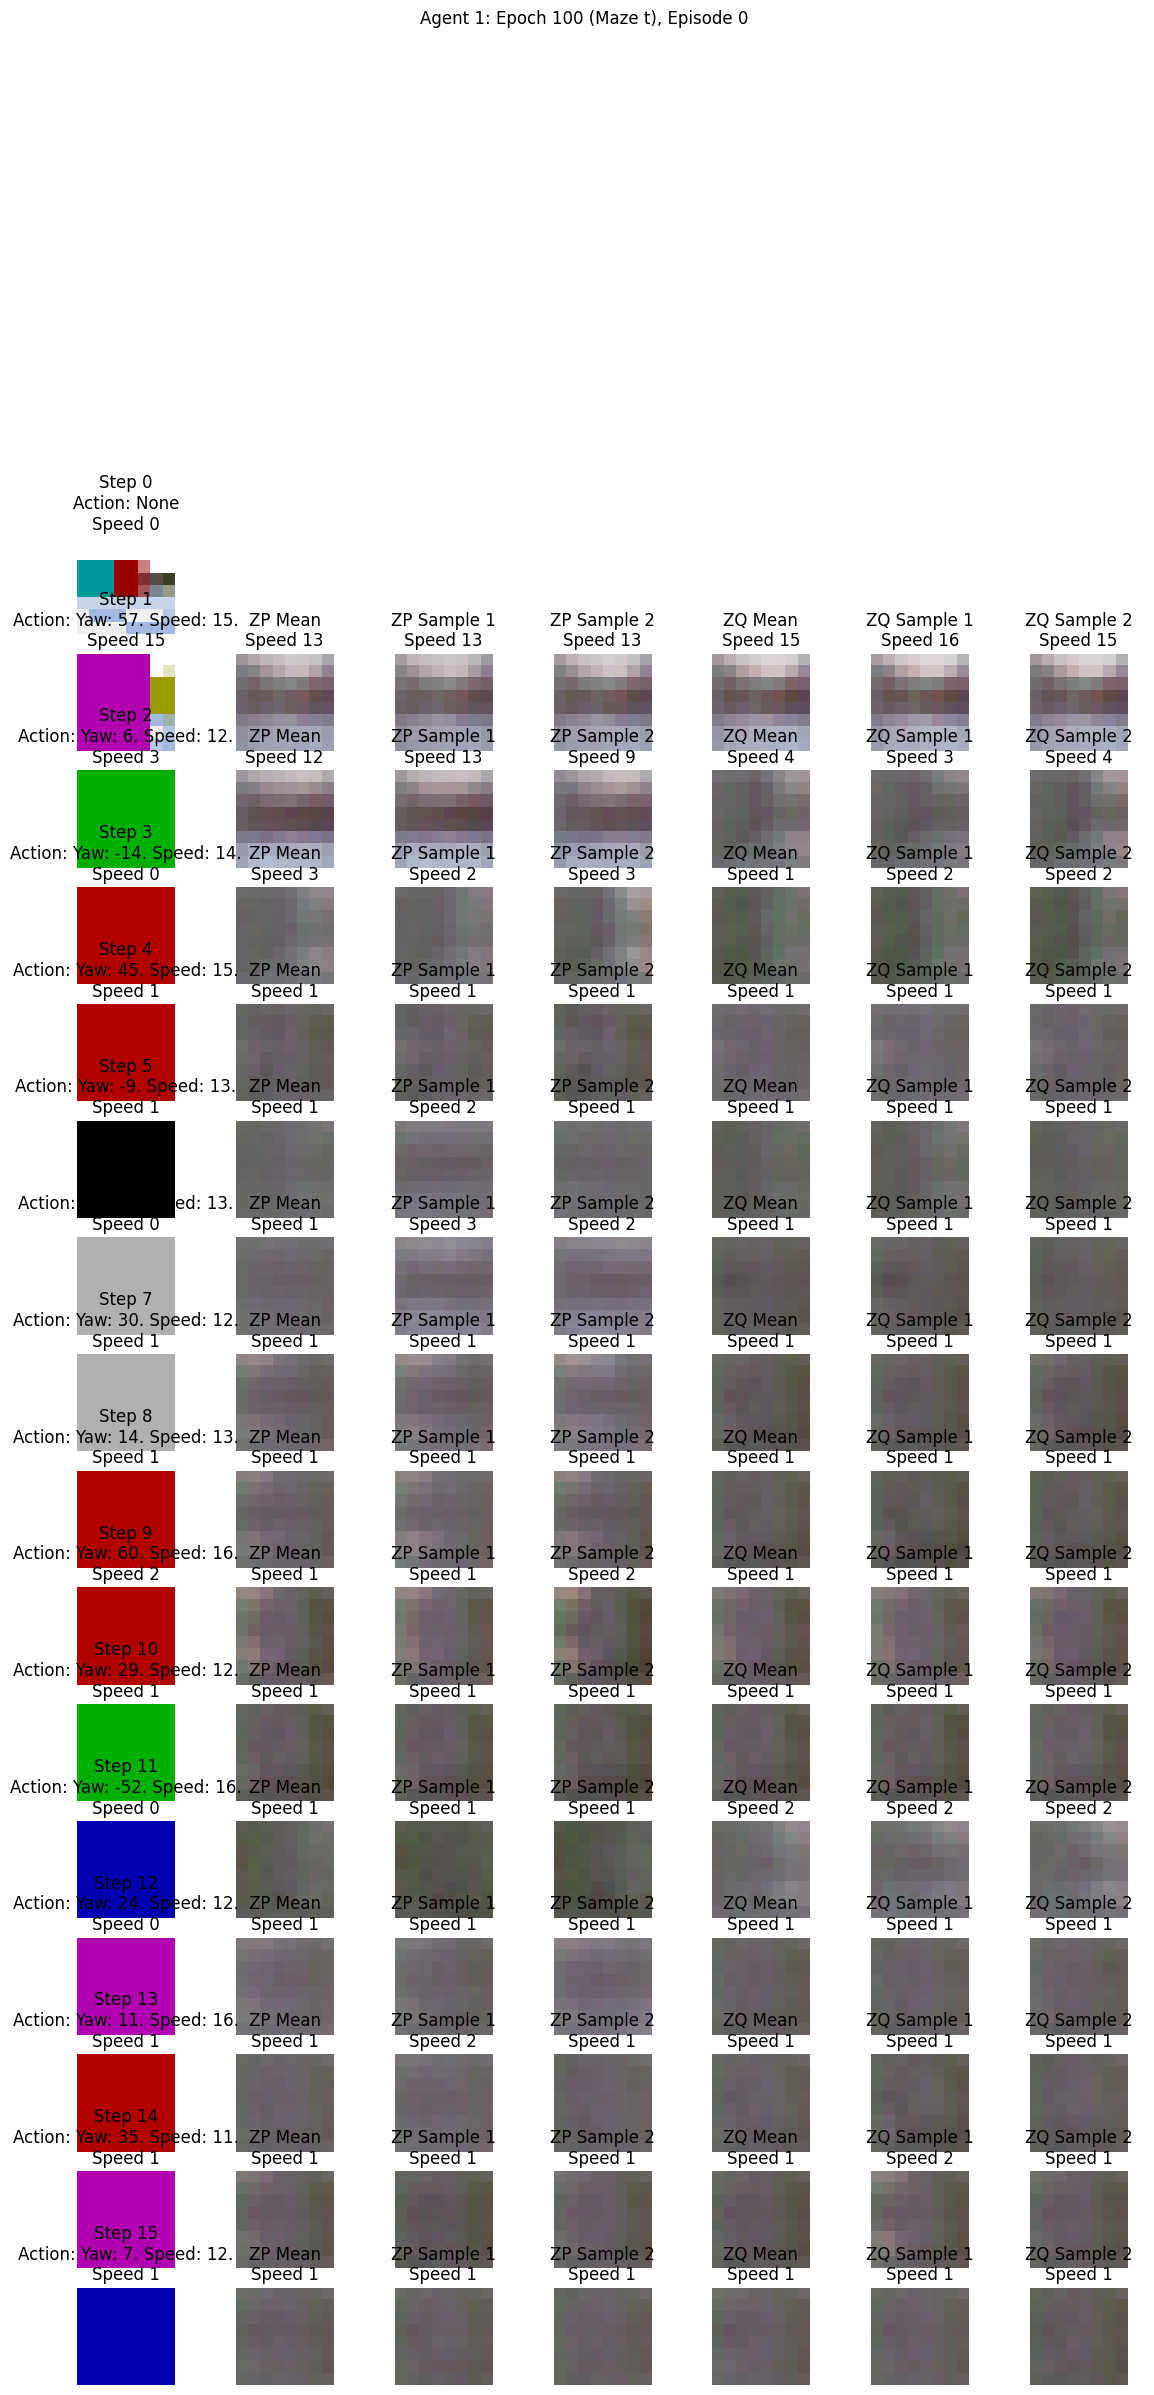 Agent 1: Epoch 100 (Maze t), Episode 0
Step 0
Action: None
Speed 0
Step 1
Action: Yaw: 57. Speed: 15.
Speed 15
ZP Mean
Speed 13
ZP Sample 1
Speed 13
ZP Sample 2
Speed 13
ZQ Mean
Speed 15
ZQ Sample 1
Speed 16
ZQ Sample 2
Speed 15
Step 2
Action: Yaw: 6. Speed: 12.
Speed 3
ZP Mean
Speed 12
ZP Sample 1
Speed 13
ZP Sample 2
Speed 9
ZQ Mean
Speed 4
ZQ Sample 1
Speed 3
ZQ Sample 2
Speed 4
Step 3
Action: Yaw: -14. Speed: 14.
Speed 0
ZP Mean
Speed 3
ZP Sample 1
Speed 2
ZP Sample 2
Speed 3
ZQ Mean
Speed 1
ZQ Sample 1
Speed 2
ZQ Sample 2
Speed 2
Step 4
Action: Yaw: 45. Speed: 15.
Speed 1
ZP Mean
Speed 1
ZP Sample 1
Speed 1
ZP Sample 2
Speed 1
ZQ Mean
Speed 1
ZQ Sample 1
Speed 1
ZQ Sample 2
Speed 1
Step 5
Action: Yaw: -9. Speed: 13.
Speed 1
ZP Mean
Speed 1
ZP Sample 1
Speed 2
ZP Sample 2
Speed 1
ZQ Mean
Speed 1
ZQ Sample 1
Speed 1
ZQ Sample 2
Speed 1
Action: 13.
Speed 0
ZP Mean
Speed 1
ZP Sample 1
Speed 3
ZP Sample 2
Speed 2
ZQ Mean
Speed 1
ZQ Sample 1
Speed 1
ZQ Sample 2
Speed 1
Step 7
Action: Yaw: 30. Speed: 12.
Speed 1
ZP Mean
Speed 1
ZP Sample 1
Speed 1
ZP Sample 2
Speed 1
ZQ Mean
Speed 1
ZQ Sample 1
Speed 1
ZQ Sample 2
Speed 1
Step 8
Action: Yaw: 14. Speed: 13.
Speed 1
ZP Mean
Speed 1
ZP Sample 1
Speed 1
ZP Sample 2
Speed 1
ZQ Mean
Speed 1
ZQ Sample 1
Speed 1
ZQ Sample 2
Speed 1
Step 9
Action: Yaw: 60. Speed: 16.
Speed 2
ZP Mean
Speed 1
ZP Sample 1
Speed 1
ZP Sample 2
Speed 2
ZQ Mean
Speed 1
ZQ Sample 1
Speed 1
ZQ Sample 2
Speed 1
Step 10
Action: Yaw: 29. Speed: 12.
Speed 1
ZP Mean
Speed 1
ZP Sample 1
Speed 1
ZP Sample 2
Speed 1
ZQ Mean
Speed 1
ZQ Sample 1
Speed 1
ZQ Sample 2
Speed 1
Step 11
Action: Yaw: -52. Speed: 16.
Speed 0
ZP Mean
Speed 1
ZP Sample 1
Speed 1
ZP Sample 2
Speed 1
ZQ Mean
Speed 2
ZQ Sample 1
Speed 2
ZQ Sample 2
Speed 2
Step 12
Action: Yaw: 24. Speed: 12.
Speed 0
ZP Mean
Speed 1
ZP Sample 1
Speed 1
ZP Sample 2
Speed 1
ZQ Mean
Speed 1
ZQ Sample 1
Speed 1
ZQ Sample 2
Speed 1
Step 13
Action: Yaw: 11. Speed: 16.
Speed 1
ZP Mean
Speed 1
ZP Sample 1
Speed 2
ZP Sample 2
Speed 1
ZQ Mean
Speed 1
ZQ Sample 1
Speed 1
ZQ Sample 2
Speed 1
Step 14
Action: Yaw: 35. Speed: 11.
Speed 1
ZP Mean
Speed 1
ZP Sample 1
Speed 1
ZP Sample 2
Speed 1
ZQ Mean
Speed 1
ZQ Sample 1
Speed 2
ZQ Sample 2
Speed 1
Step 15
Action: Yaw: 7. Speed: 12.
Speed 1
ZP Mean
Speed 1
ZP Sample 1
Speed 1
ZP Sample 2
Speed 1
ZQ Mean
Speed 1
ZQ Sample 1
Speed 1
ZQ Sample 2
Speed 1